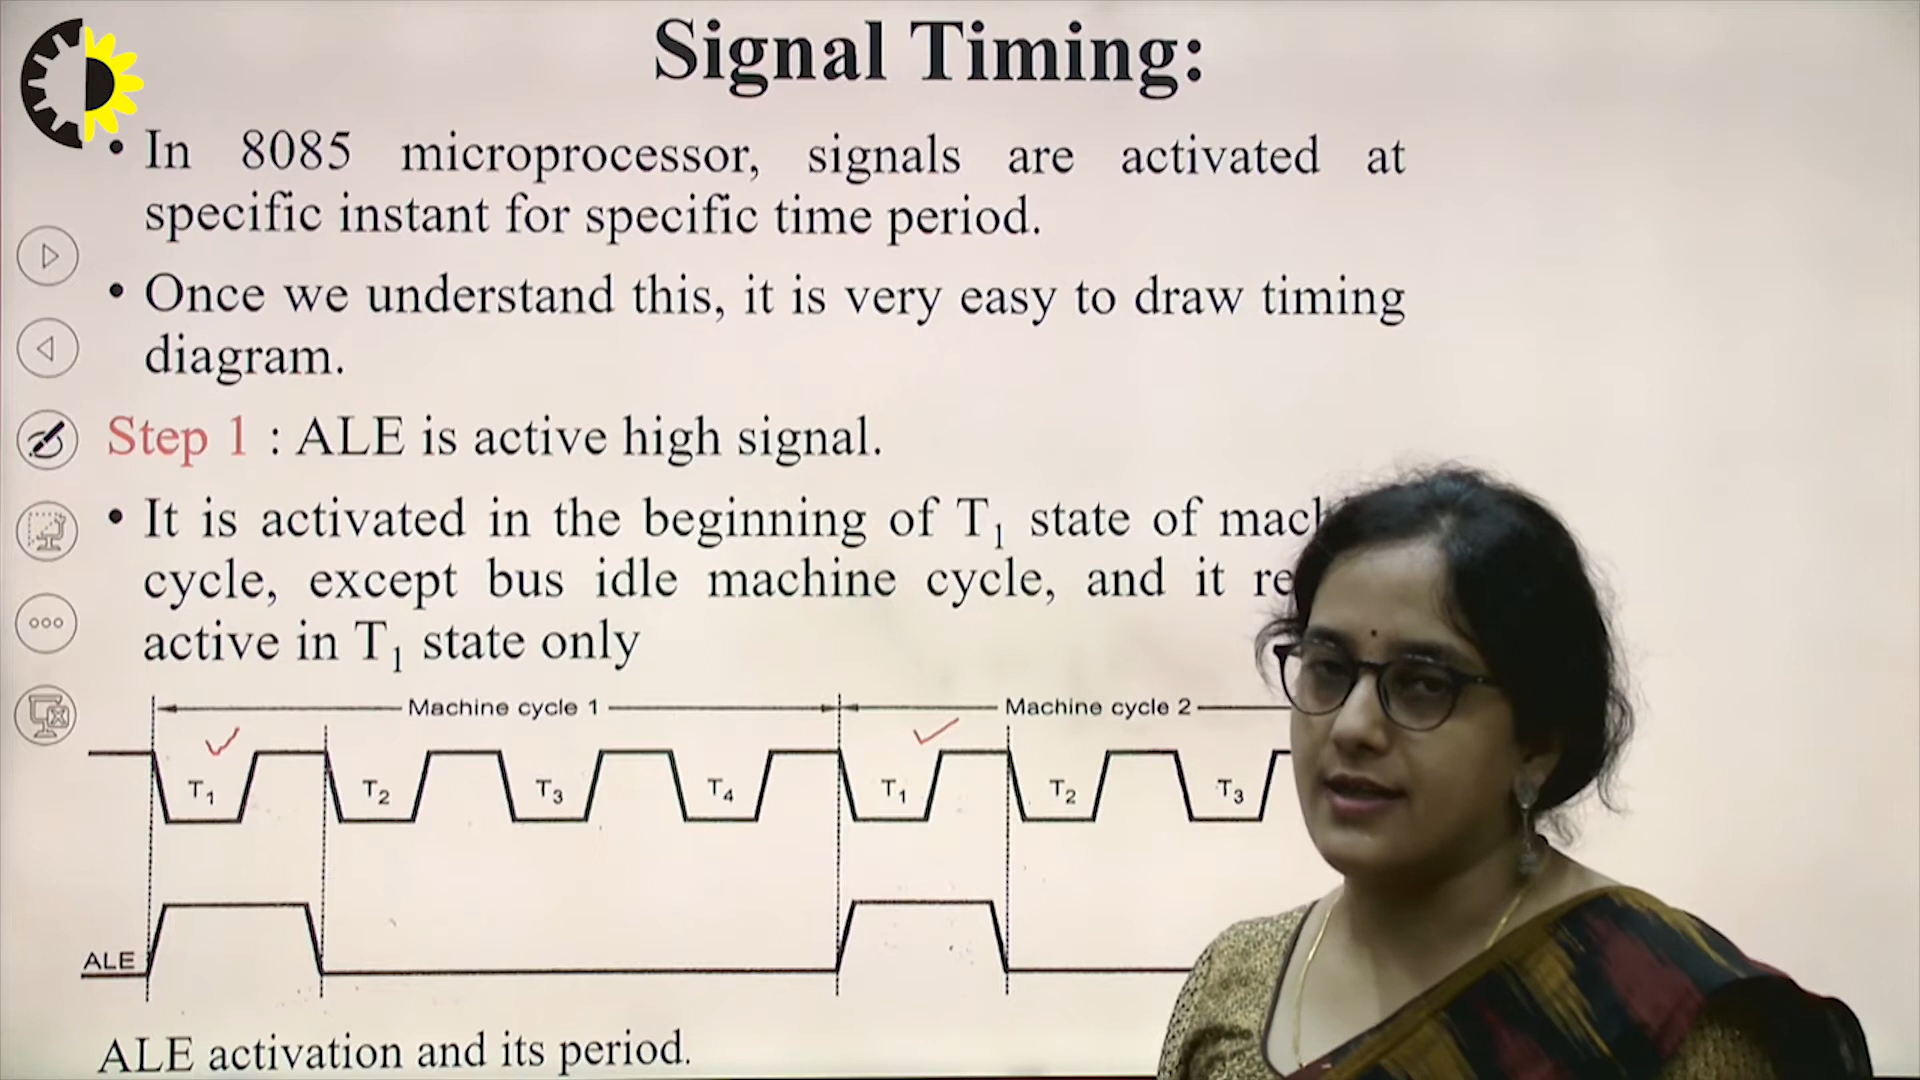 Signal Timing:
• In 8085 microprocessor, signals are activated at
specific instant for specific time period.
• Once we understand this, it is very easy to draw timing
diagram.
Step 1 : ALE is active high signal.
• It is activated in the beginning of T1 state of
cycle, except bus idle machine cycle, and it
active in T1 state only
Machine cycle 1 Machine cycle 2
T1 T2 T3 T4 T1 T2 T3
ALE
ALE activation and its period.